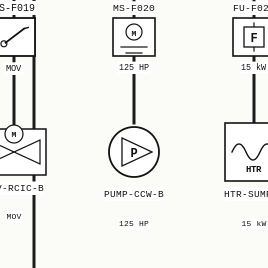 S-F019
MS-F020
FU-F02
M
F
MOV
125 HP
15 kW
M
P
HTR
V-RCIC-B
PUMP-CCW-B
HTR-SUMP
MOV
125 HP
15 kW